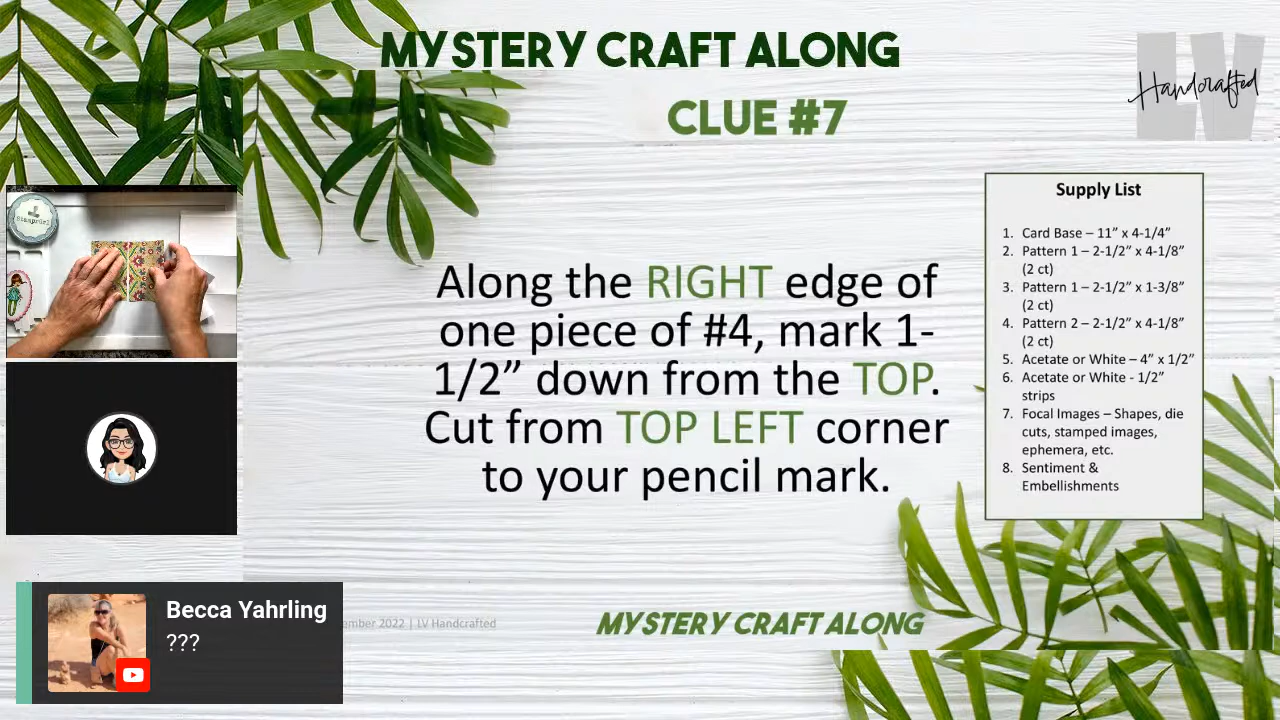 MYSTERY CRAFT ALONG
CLUE #7
Handcrafted
LV
Along the RIGHT edge of
one piece of #4, mark 1-
1/2” down from the TOP.
Cut from TOP LEFT corner
to your pencil mark.
Supply List
1. Card Base – 11” x 4-1/4”
2. Pattern 1 – 2-1/2” x 4-1/8”
(2 ct)
3. Pattern 1 – 2-1/2” x 1-3/8”
(2 ct)
4. Pattern 2 – 2-1/2” x 4-1/8”
(2 ct)
5. Acetate or White – 4” x 1/2”
6. Acetate or White - 1/2”
strips
7. Focal Images – Shapes, die
cuts, stamped images,
ephemera, etc.
8. Sentiment &
Embellishments
Becca Yahrling
???
ember 2022 | LV Handcrafted
MYSTERY CRAFT ALONG